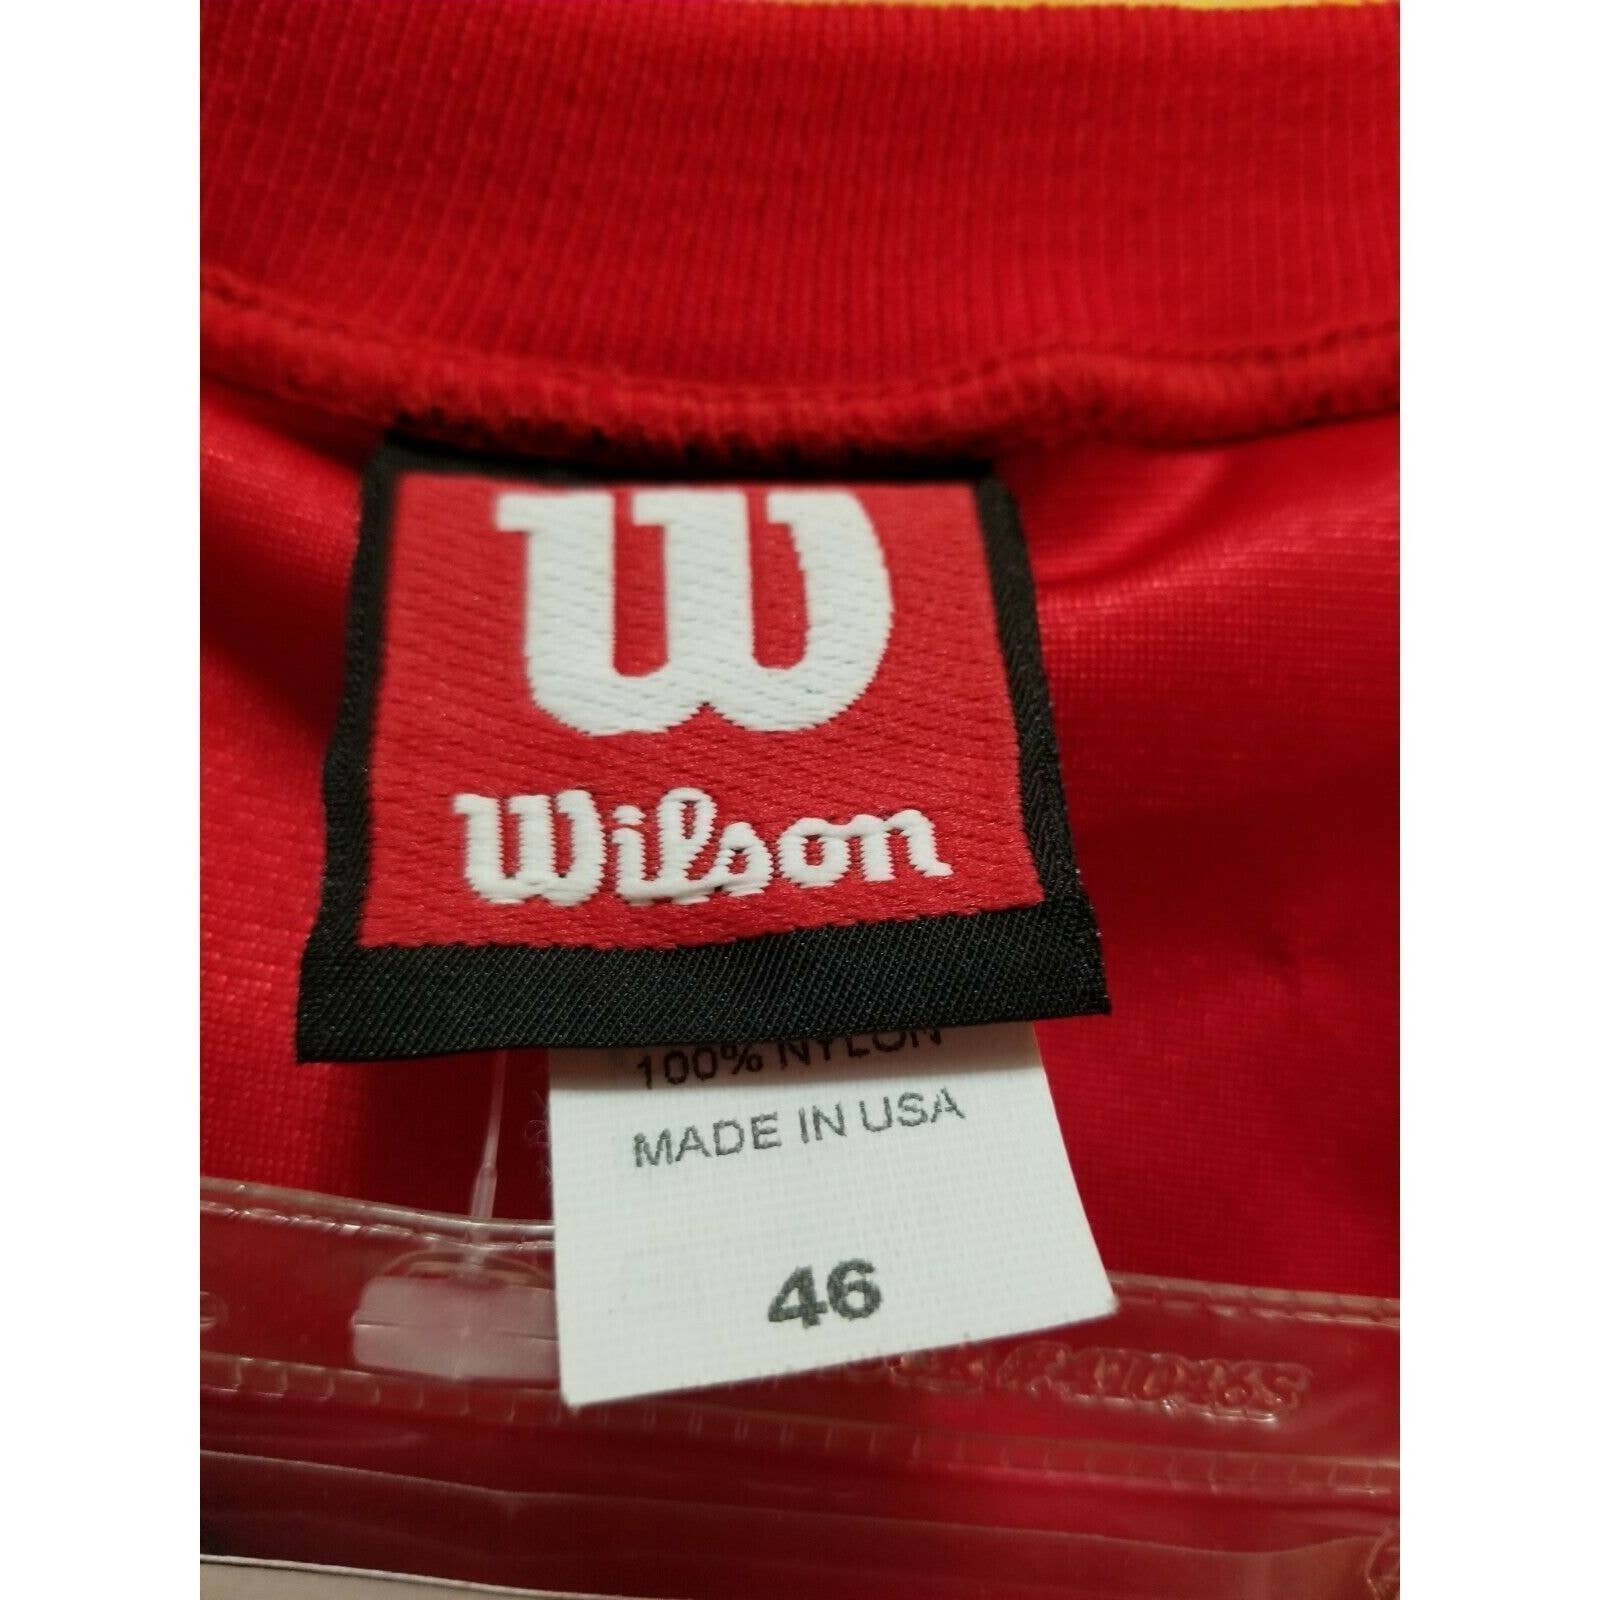 W
Wilson
100% NYLON
MADE IN USA
46